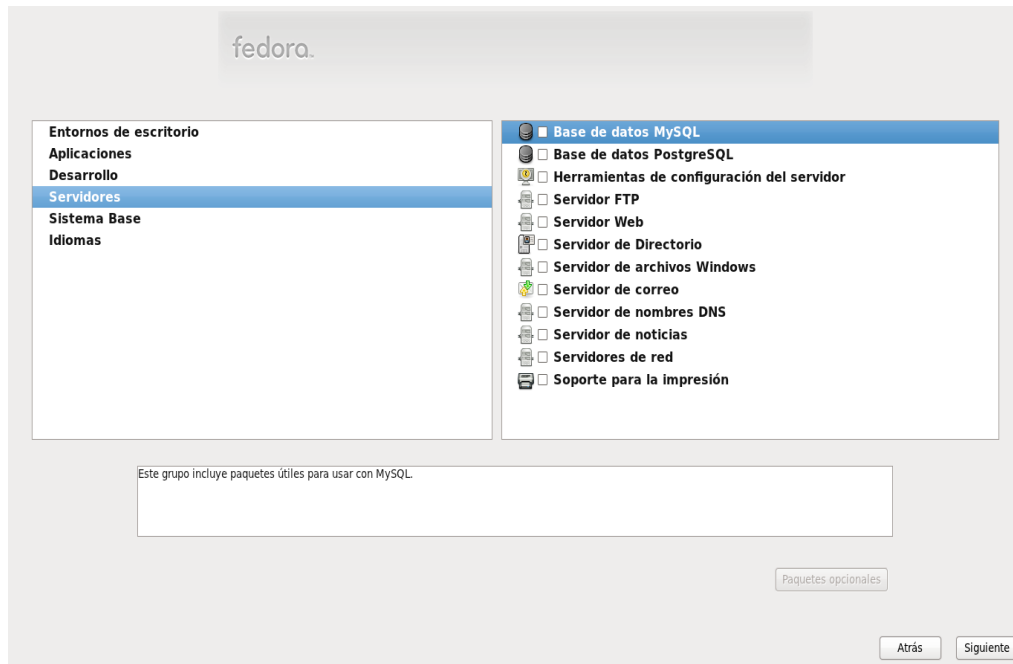 fedora
Entornos de escritorio
Aplicaciones
Desarrollo
Servidores
Sistema Base
Idiomas
Base de datos MySQL
Base de datos PostgreSQL
Herramientas de configuración del servidor
Servidor FTP
Servidor Web
Servidor de Directorio
Servidor de archivos Windows
Servidor de correo
Servidor de nombres DNS
Servidor de noticias
Servidores de red
Soporte para la impresión
Este grupo incluye paquetes útiles para usar con MySQL.
Paquetes opcionales
Atrás
Siguiente